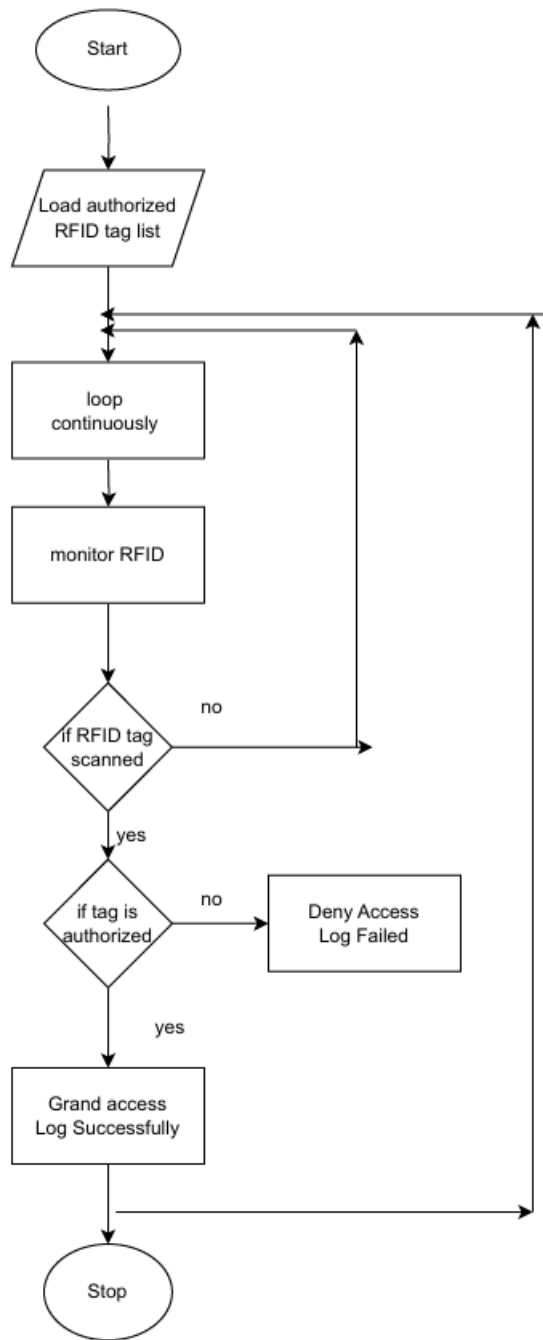 Start
Load authorized
RFID tag list
loop
continuously
monitor RFID
no
if RFID tag
scanned
yes
no
if tag is
authorized
Deny Access
Log Failed
yes
Grand access
Log Successfully
Stop